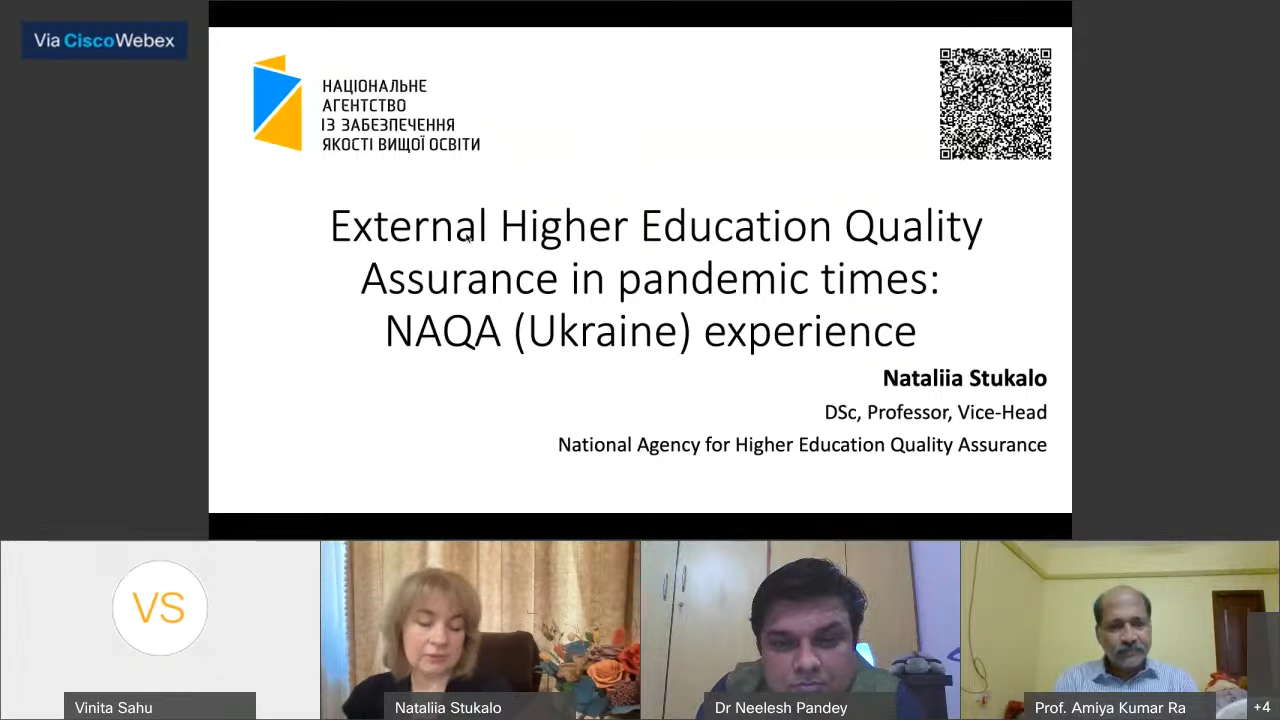 Via Cisco Webex
НАЦІОНАЛЬНЕ
АГЕНТСТВО
ІЗ ЗАБЕЗПЕЧЕННЯ
ЯКОСТІ ВИЩОЇ ОСВІТИ
External Higher Education Quality
Assurance in pandemic times:
NAQA (Ukraine) experience
Nataliia Stukalo
DSc, Professor, Vice-Head
National Agency for Higher Education Quality Assurance
VS
Vinita Sahu
Nataliia Stukalo
Dr Neelesh Pandey
Prof. Amiya Kumar Ra
+4